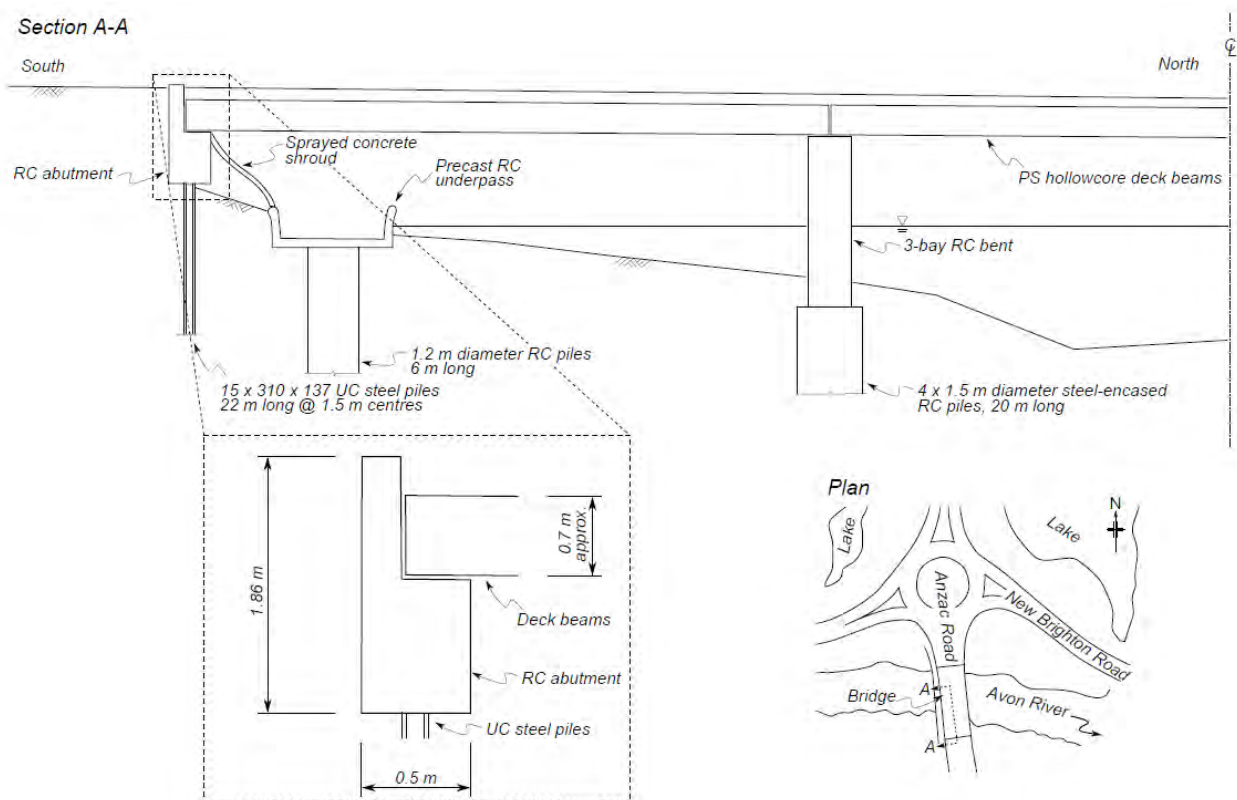 Section A-A
South
North
℄
RC abutment
Sprayed concrete
shroud
Precast RC
underpass
PS hollowcore deck beams
3-bay RC bent
1.2 m diameter RC piles
6 m long
15 x 310 x 137 UC steel piles
22 m long @ 1.5 m centres
4 x 1.5 m diameter steel-encased
RC piles, 20 m long
1.86 m
0.7 m
approx.
Deck beams
RC abutment
UC steel piles
0.5 m
Plan
N
Lake
Lake
Anzac Road
New Brighton Road
Bridge
A
A
Avon River